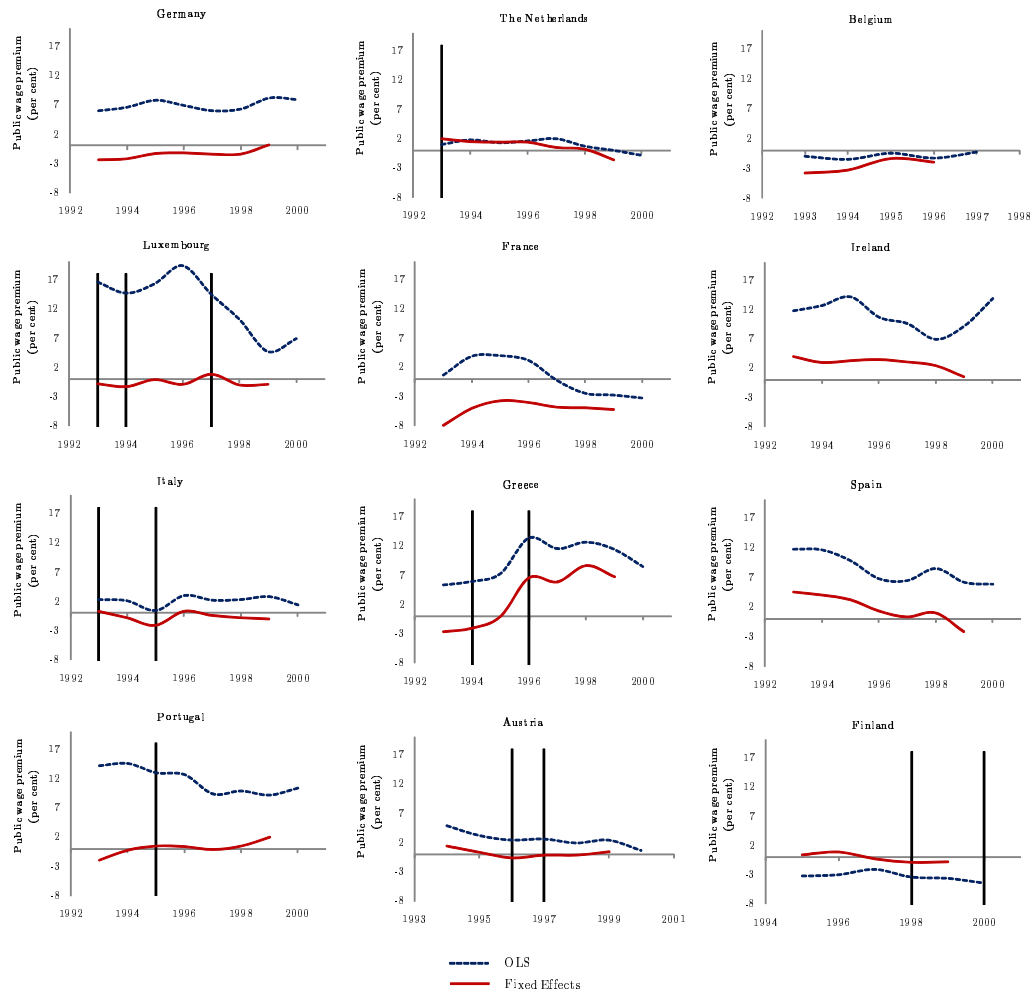 Germany
Public wage premium
(per cent)
17
12
7
2
-3
-8
1992 1994 1996 1998 2000
The Netherlands
Public wage premium
(per cent)
17
12
7
2
-3
-8
1992 1994 1996 1998 2000
Belgium
Public wage premium
(per cent)
17
12
7
2
-3
-8
1992 1993 1994 1995 1996 1997 1998
Luxembourg
Public wage premium
(per cent)
17
12
7
2
-3
-8
1992 1994 1996 1998 2000
France
Public wage premium
(per cent)
17
12
7
2
-3
-8
1992 1994 1996 1998 2000
Ireland
Public wage premium
(per cent)
17
12
7
2
-3
-8
1992 1994 1996 1998 2000
Italy
Public wage premium
(per cent)
17
12
7
2
-3
-8
1992 1994 1996 1998 2000
Greece
Public wage premium
(per cent)
17
12
7
2
-3
-8
1992 1994 1996 1998 2000
Spain
Public wage premium
(per cent)
17
12
7
2
-3
-8
1992 1994 1996 1998 2000
Portugal
Public wage premium
(per cent)
17
12
7
2
-3
-8
1992 1994 1996 1998 2000
Austria
Public wage premium
(per cent)
17
12
7
2
-3
-8
1993 1995 1997 1999 2001
Finland
Public wage premium
(per cent)
17
12
7
2
-3
-8
1994 1996 1998 2000
OLS
Fixed Effects